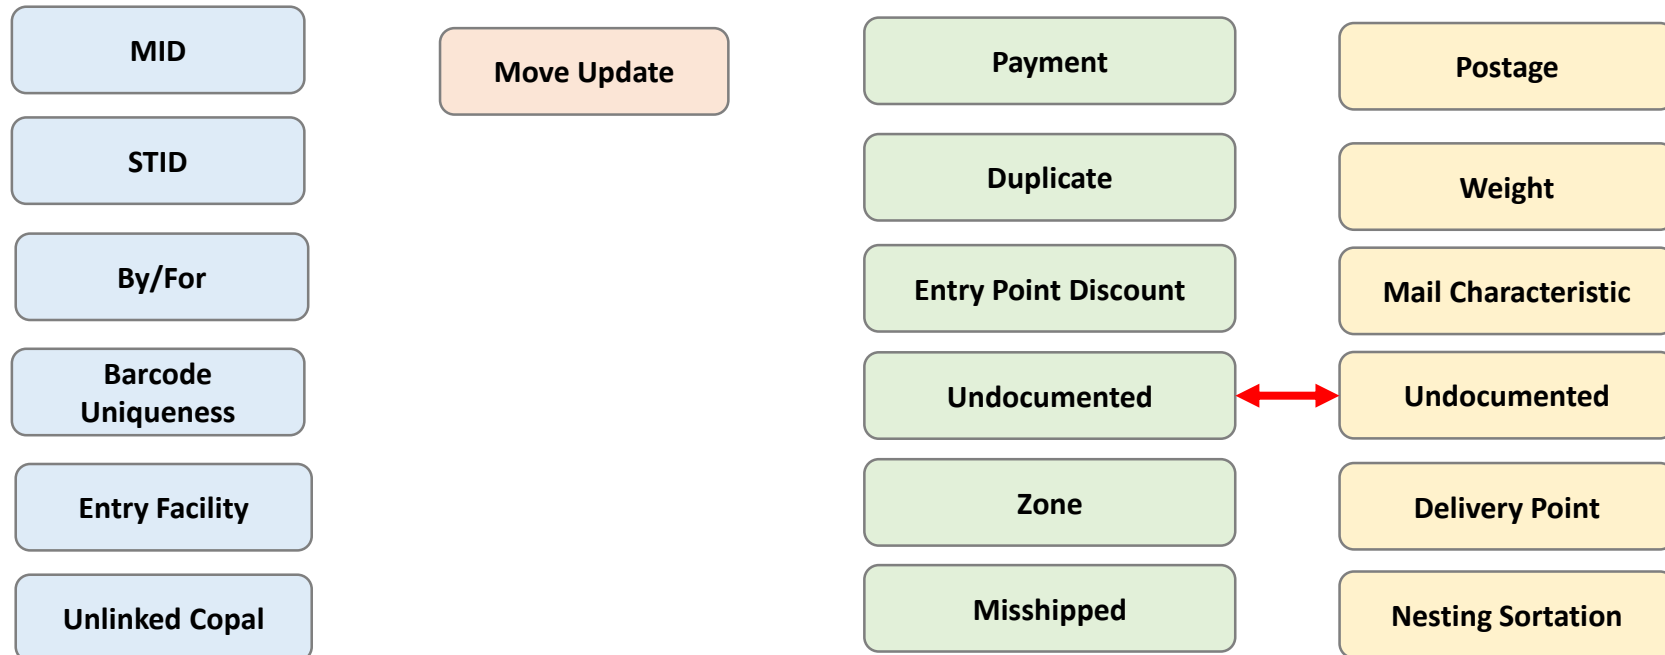 MID
STID
By/For
Barcode
Uniqueness
Entry Facility
Unlinked Copal
Move Update
Payment
Duplicate
Entry Point Discount
Undocumented
Zone
Misshipped
Postage
Weight
Mail Characteristic
Undocumented
Delivery Point
Nesting Sortation